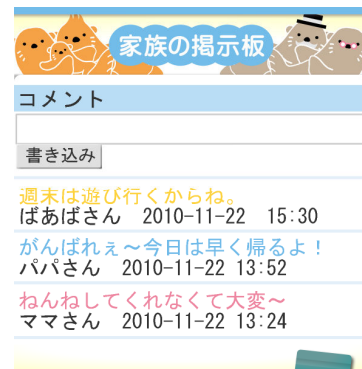 家族の掲示板
コメント
書き込み
週末は遊び行くからね。
ばあばさん 2010-11-22 15:30
がんばれぇ～今日は早く帰るよ！
パパさん 2010-11-22 13:52
ねんねしてくれなくて大変～
ママさん 2010-11-22 13:24